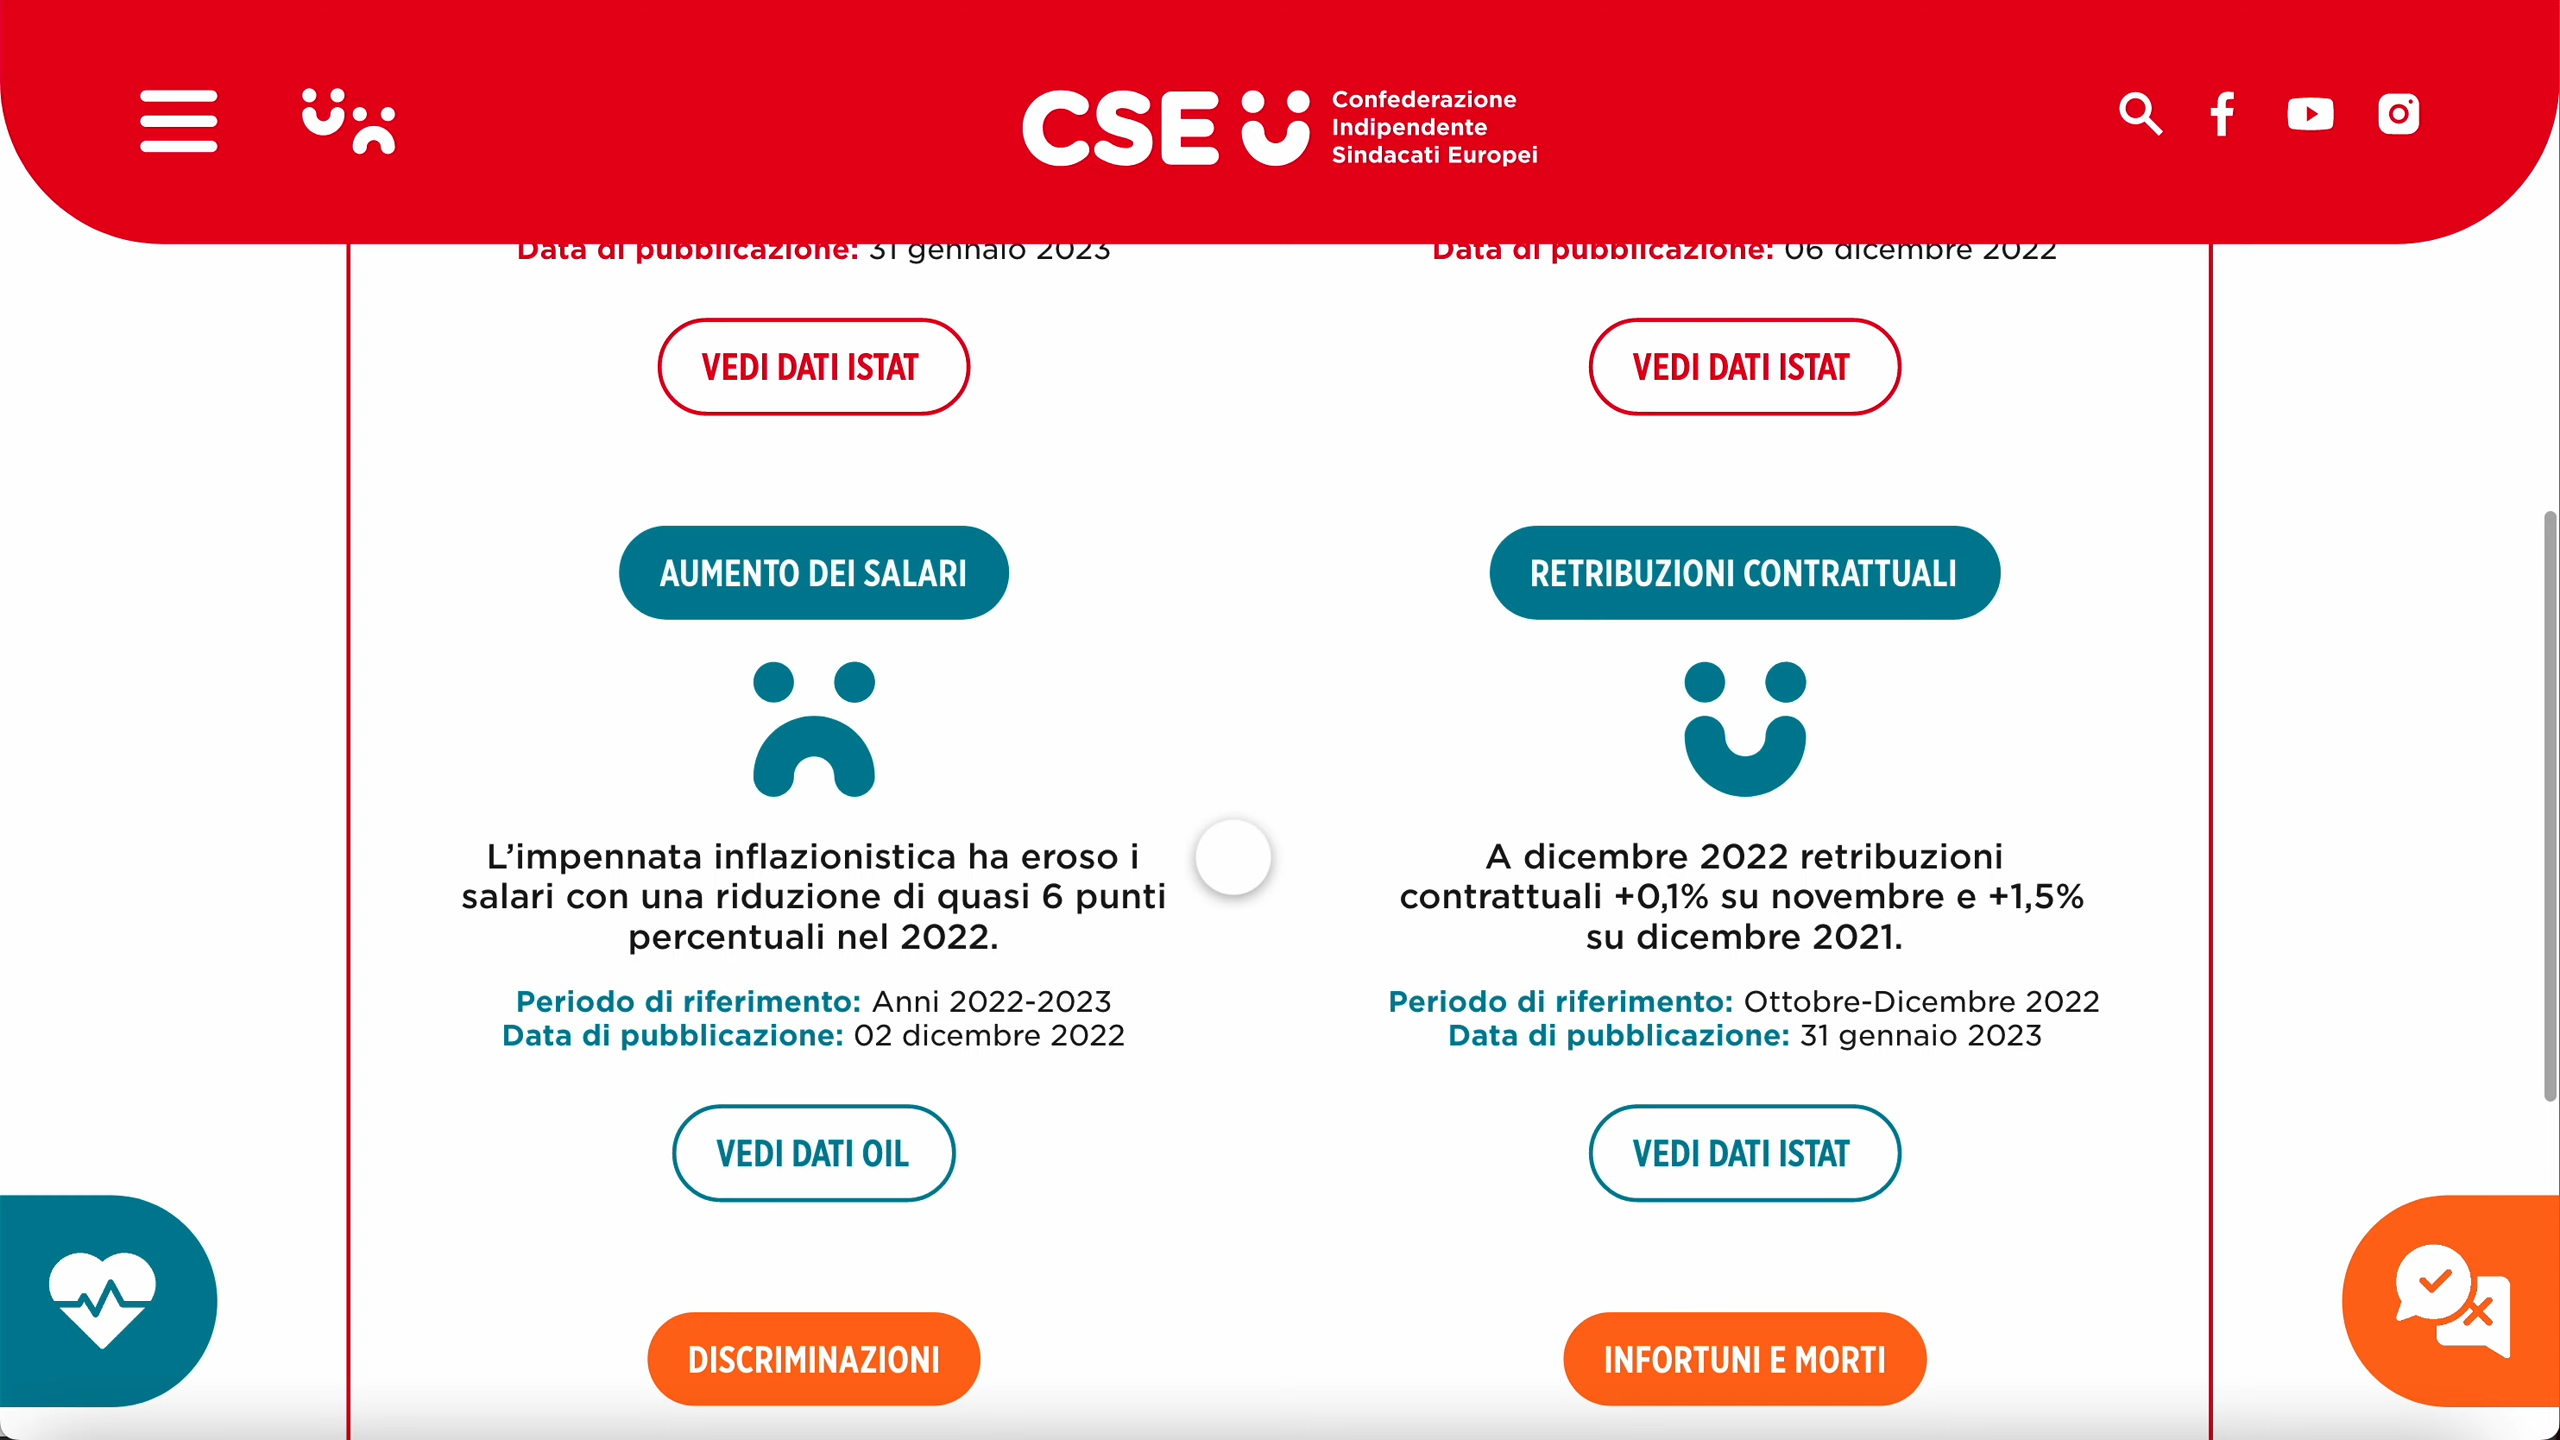 CSE
Confederazione
Indipendente
Sindacati Europei
Data di pubblicazione: 31 gennaio 2023
Data di pubblicazione: 06 dicembre 2022
VEDI DATI ISTAT
VEDI DATI ISTAT
AUMENTO DEI SALARI
L’impennata inflazionistica ha eroso i
salari con una riduzione di quasi 6 punti
percentuali nel 2022.
Periodo di riferimento: Anni 2022-2023
Data di pubblicazione: 02 dicembre 2022
VEDI DATI OIL
RETRIBUZIONI CONTRATTUALI
A dicembre 2022 retribuzioni
contrattuali +0,1% su novembre e +1,5%
su dicembre 2021.
Periodo di riferimento: Ottobre-Dicembre 2022
Data di pubblicazione: 31 gennaio 2023
VEDI DATI ISTAT
DISCRIMINAZIONI
INFORTUNI E MORTI